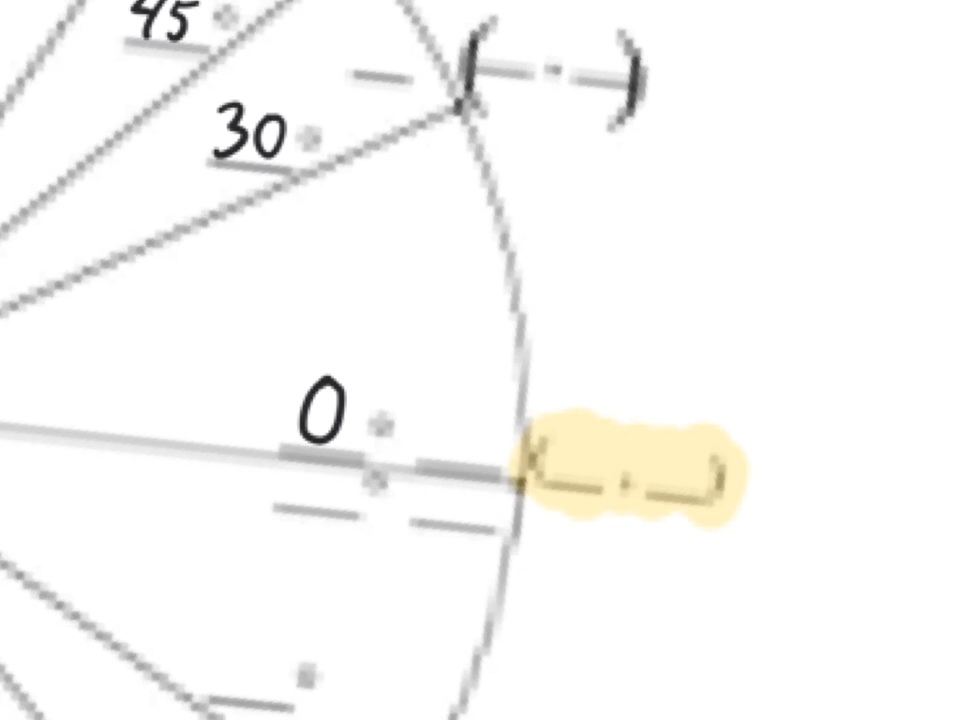 45°
— ( — , — )
30°
0° —
—° —
( — , — )
—°